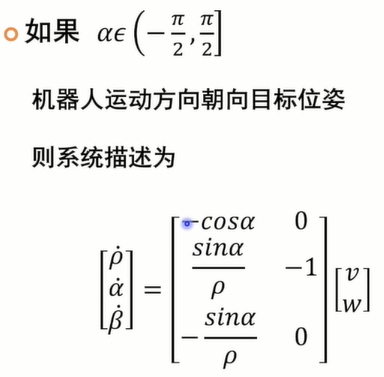 如果 αϵ(−π/2, π/2]
机器人运动方向朝向目标位姿
则系统描述为
[ρ̇ α̇ β̇] = [−cosα 0; sinα/ρ −1; −sinα/ρ 0] [v w]